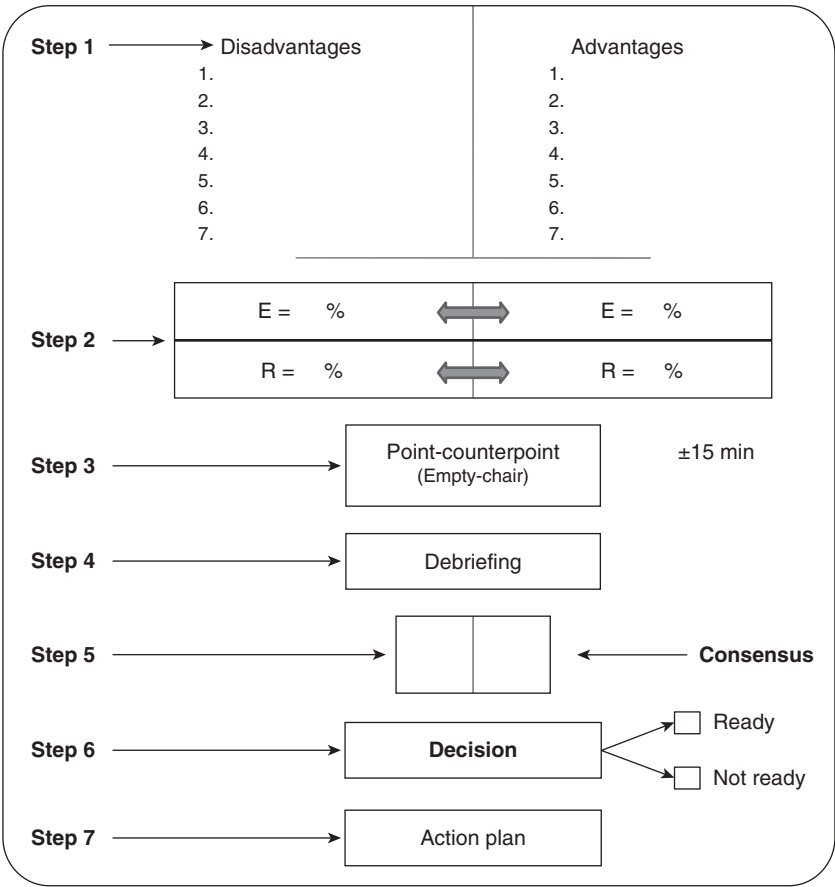 Step 1 Disadvantages Advantages
1. 1.
2. 2.
3. 3.
4. 4.
5. 5.
6. 6.
7. 7.
E = % E = %
Step 2
R = % R = %
Point-counterpoint ±15 min
Step 3
(Empty-chair)
Step 4 Debriefing
Step 5 Consensus
Ready
Step 6 Decision
Not ready
Step 7 Action plan